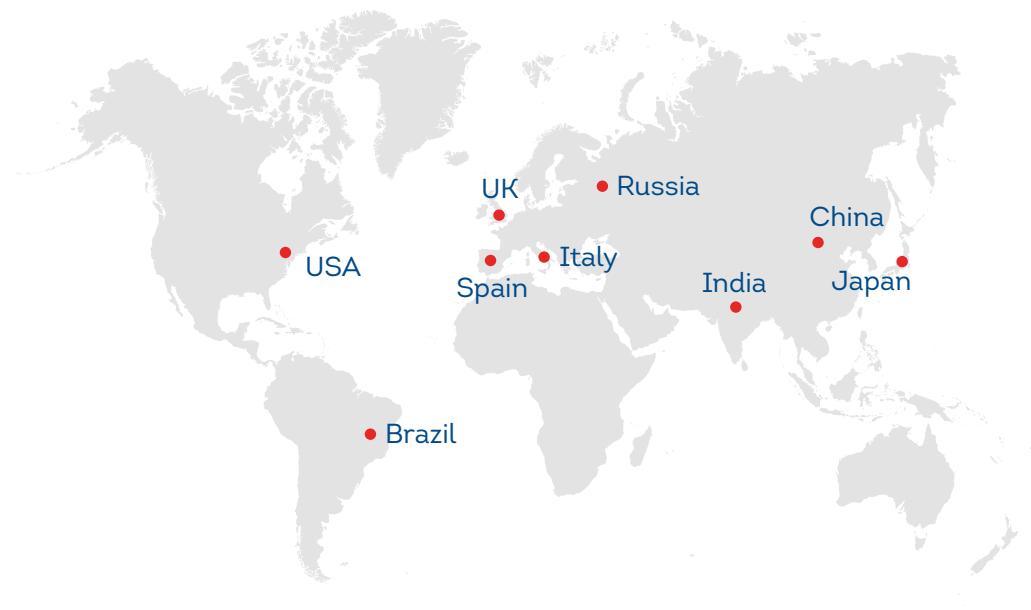 Russia
UK
China
Italy
USA
Japan
India
Spain
Brazil